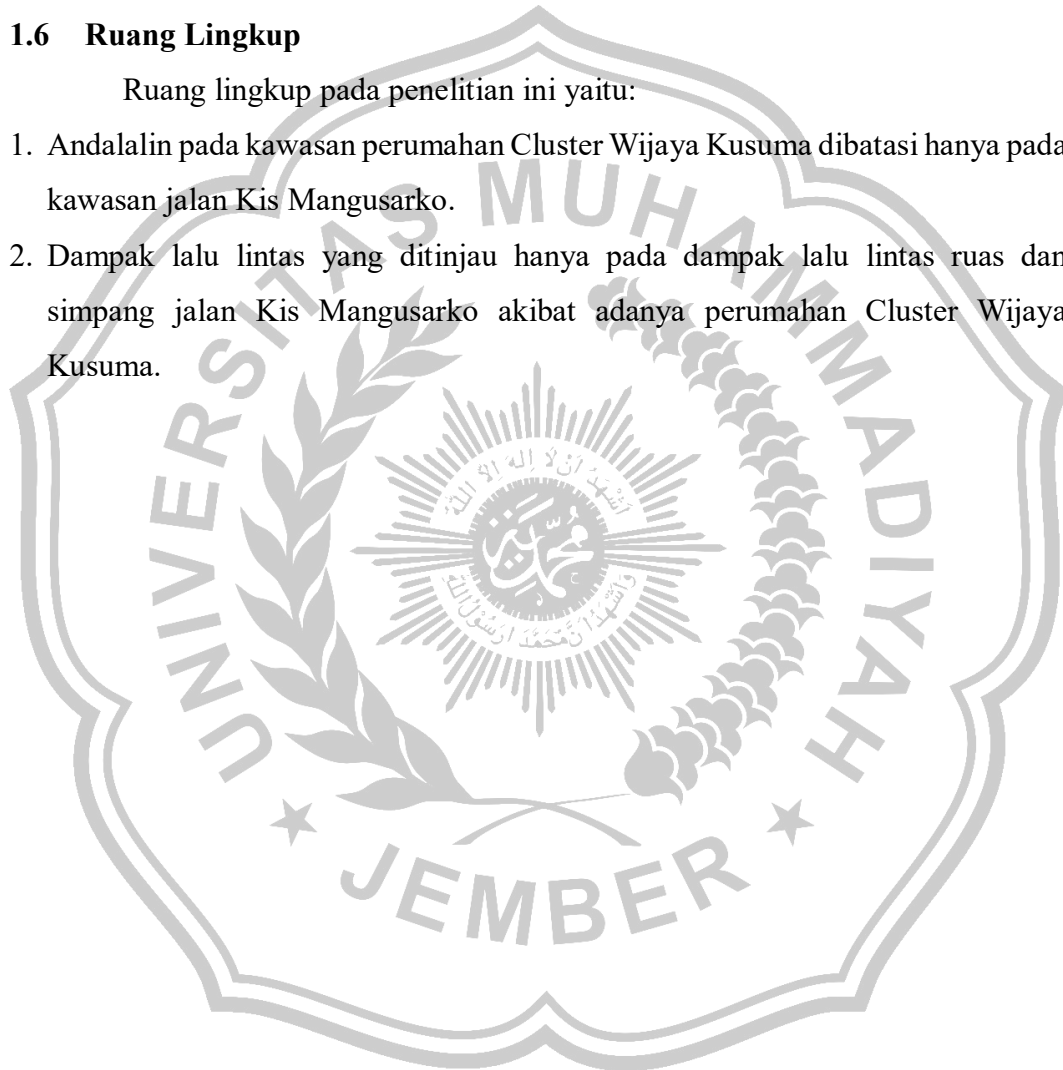 1.6 Ruang Lingkup
Ruang lingkup pada penelitian ini yaitu:
1. Andalalin pada kawasan perumahan Cluster Wijaya Kusuma dibatasi hanya pada
kawasan jalan Kis Mangusarko.
2. Dampak lalu lintas yang ditinjau hanya pada dampak lalu lintas ruas dan
simpang jalan Kis Mangusarko akibat adanya perumahan Cluster Wijaya
Kusuma.
UNIVERSITAS MUHAMMADIYAH
JEMBER